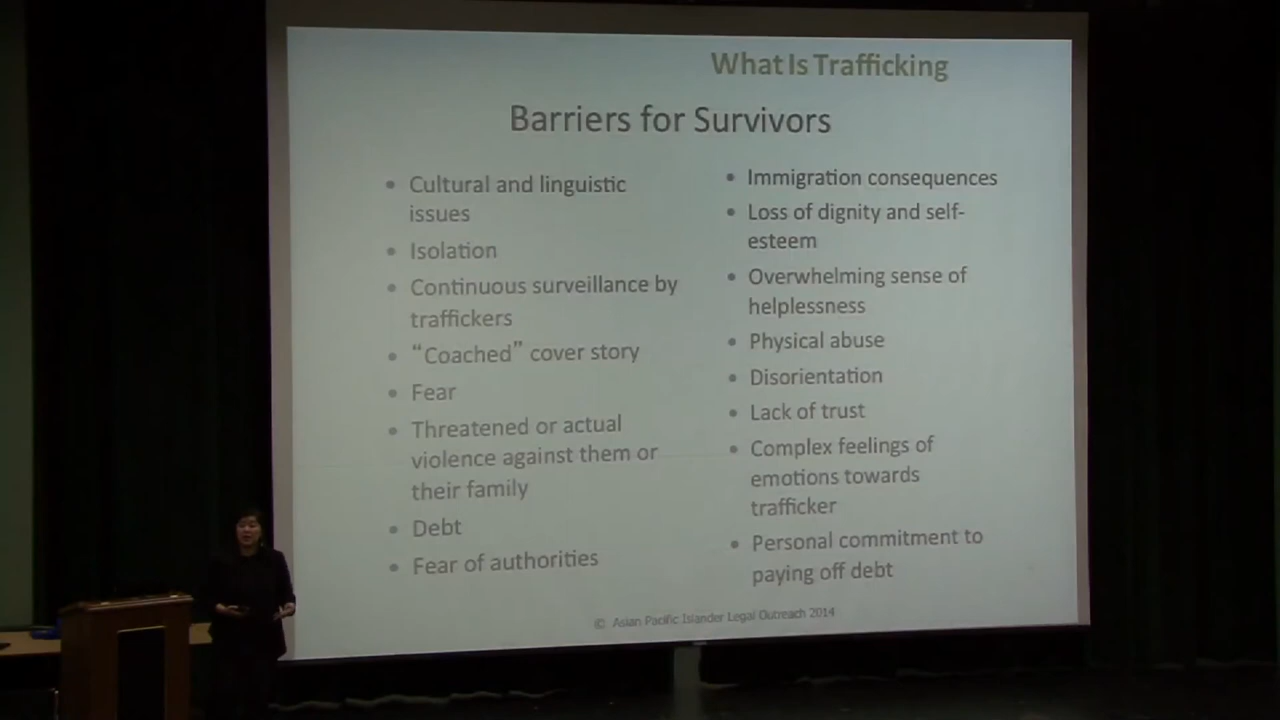 What Is Trafficking
Barriers for Survivors
• Cultural and linguistic
issues
• Isolation
• Continuous surveillance by
traffickers
• “Coached” cover story
• Fear
• Threatened or actual
violence against them or
their family
• Debt
• Fear of authorities
• Immigration consequences
• Loss of dignity and self-
esteem
• Overwhelming sense of
helplessness
• Physical abuse
• Disorientation
• Lack of trust
• Complex feelings of
emotions towards
trafficker
• Personal commitment to
paying off debt
© Asian Pacific Islander Legal Outreach 2014